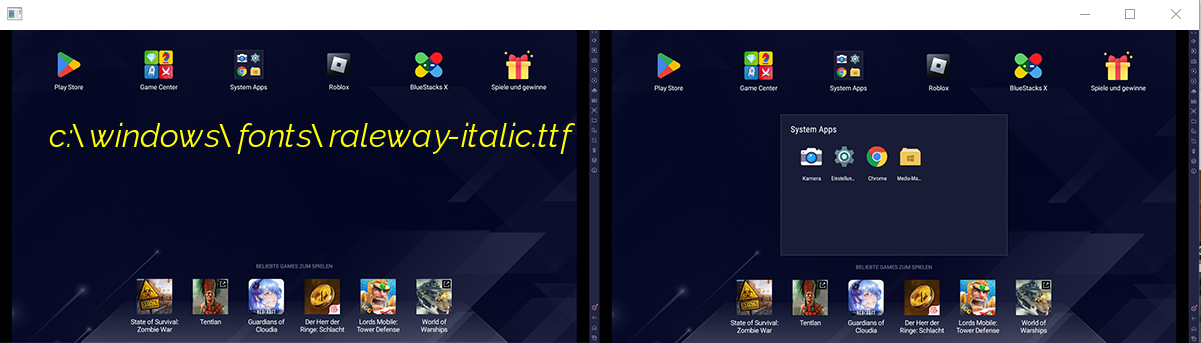 Play Store
Game Center
System Apps
Roblox
BlueStacks X
Spiele und gewinne
c:\windows\fonts\raleway-italic.ttf
BELIEBTE GAMES ZUM SPIELEN
State of Survival:
Zombie War
Tentlan
Guardians of
Cloudia
Der Herr der
Ringe: Schlacht
Lords Mobile:
Tower Defense
World of
Warships
Play Store
Game Center
System Apps
Roblox
BlueStacks X
Spiele und gewinne
System Apps
Kamera
Einstellun...
Chrome
Media-Ma...
BELIEBTE GAMES ZUM SPIELEN
State of Survival:
Zombie War
Tentlan
Guardians of
Cloudia
Der Herr der
Ringe: Schlacht
Lords Mobile:
Tower Defense
World of
Warships